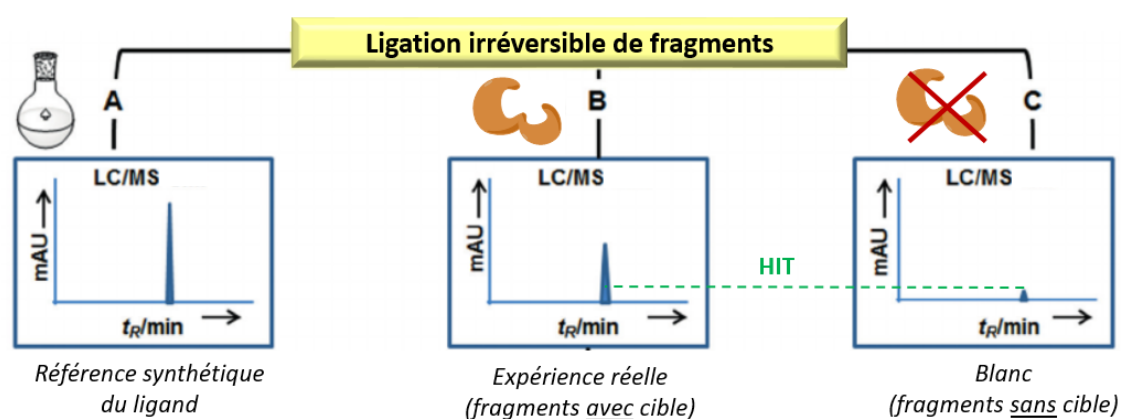 Ligation irréversible de fragments
A
B
C
LC/MS
mAU
tR/min
LC/MS
mAU
tR/min
HIT
LC/MS
mAU
tR/min
Référence synthétique
du ligand
Expérience réelle
(fragments avec cible)
Blanc
(fragments sans cible)